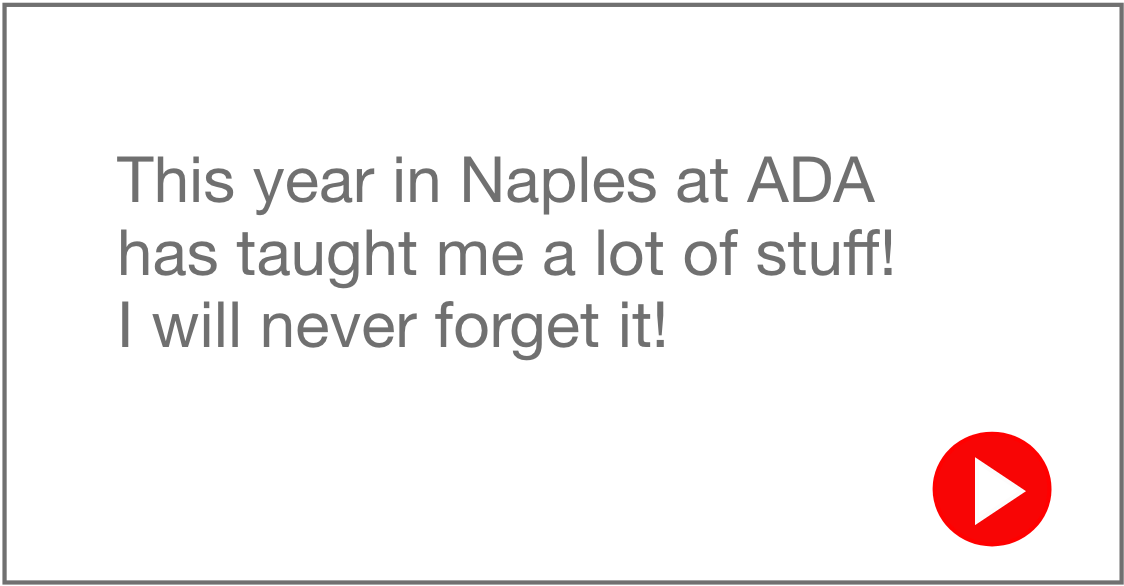 This year in Naples at ADA
has taught me a lot of stuff!
I will never forget it!